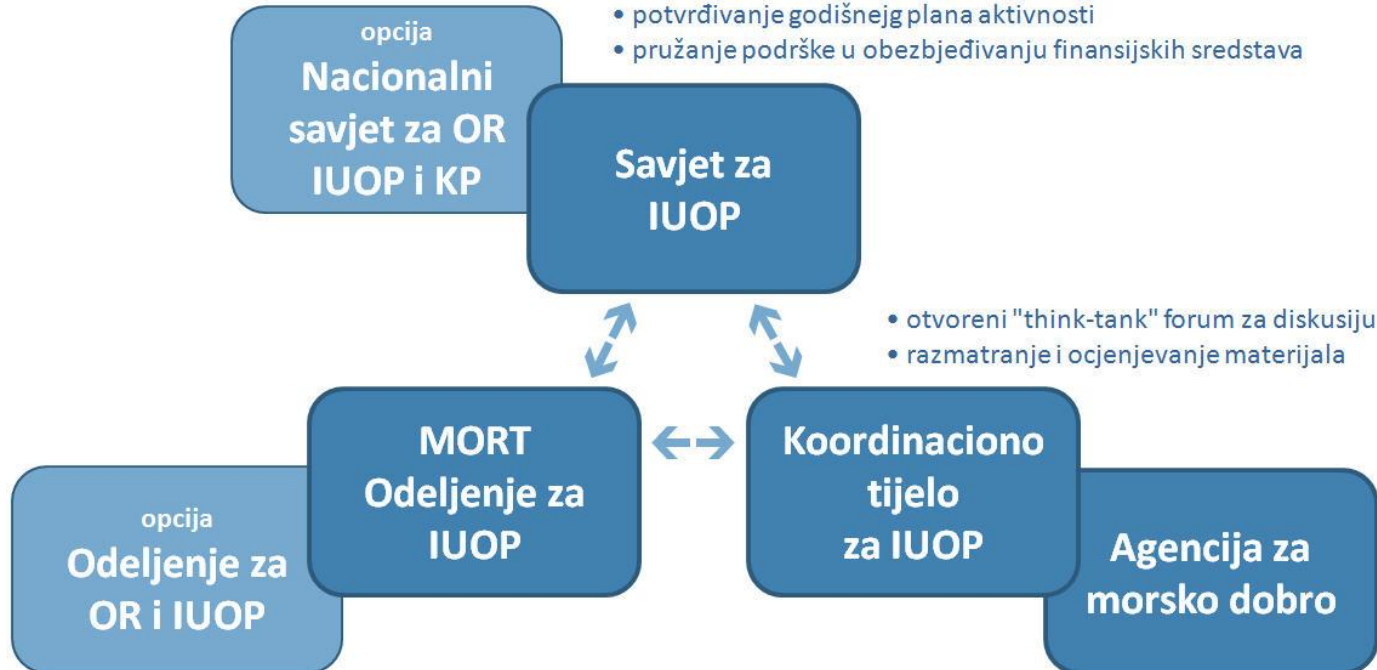 • potvrđivanje godišnejg plana aktivnosti
• pružanje podrške u obezbjeđivanju finansijskih sredstava
opcija
Nacionalni
savjet za OR
IUOP i KP
Savjet za
IUOP
• otvoreni "think-tank" forum za diskusiju
• razmatranje i ocjenjevanje materijala
MORT
Odeljenje za
IUOP
Koordinaciono
tijelo
za IUOP
opcija
Odeljenje za
OR i IUOP
Agencija za
morsko dobro